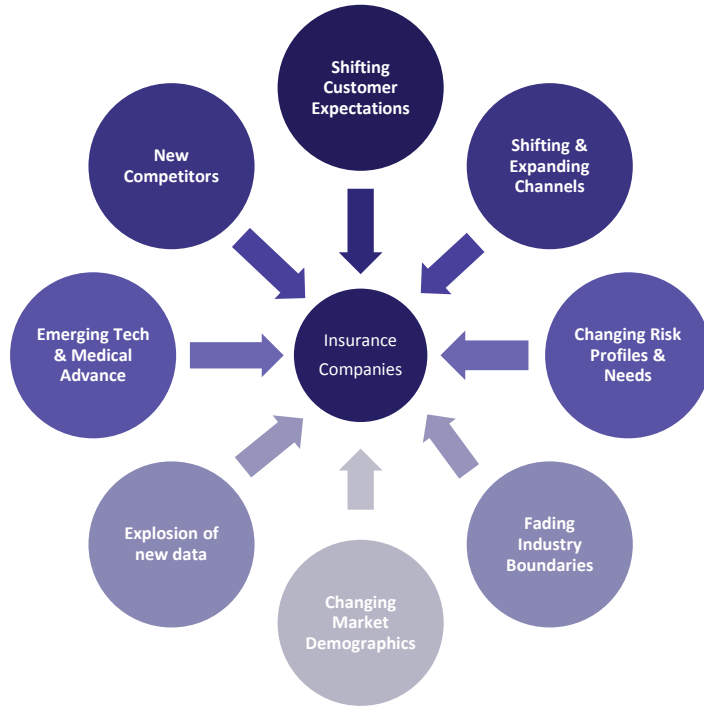 Shifting
Customer
Expectations
New
Competitors
Shifting &
Expanding
Channels
Emerging Tech
& Medical
Advance
Insurance
Companies
Changing Risk
Profiles &
Needs
Explosion of
new data
Fading
Industry
Boundaries
Changing
Market
Demographics